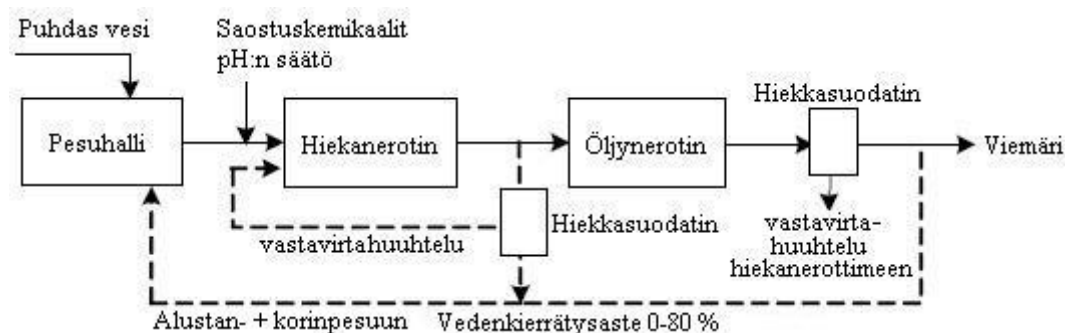 Puhdas vesi
Saostuskemikaalit
pH:n säätö
Hiekkasuodatin
Pesuhalli
Hiekanerotin
Öljynerotin
Viemäri
vastavirtahuuhtelu
Hiekkasuodatin
vastavirta-
huuhtelu
hiekanerottimeen
Alustan- + korinpesuun
Vedenkierrätysaste 0-80 %